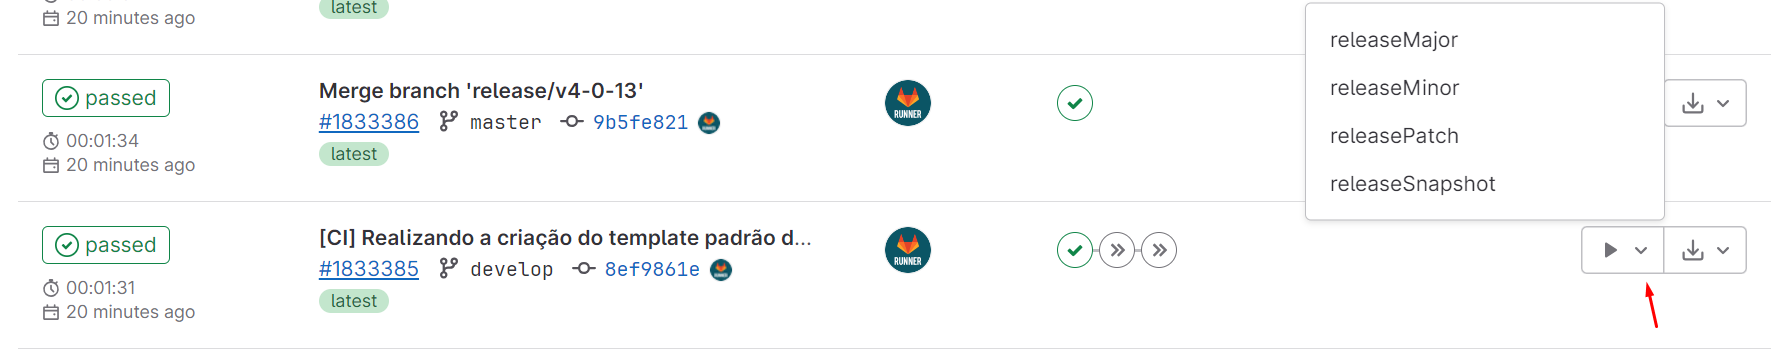 20 minutes ago
latest
releaseMajor
releaseMinor
releasePatch
releaseSnapshot
passed
00:01:34
20 minutes ago
Merge branch 'release/v4-0-13'
#1833386 master 9b5fe821
latest
RUNNER
passed
00:01:31
20 minutes ago
[CI] Realizando a criação do template padrão d...
#1833385 develop 8ef9861e
latest
RUNNER